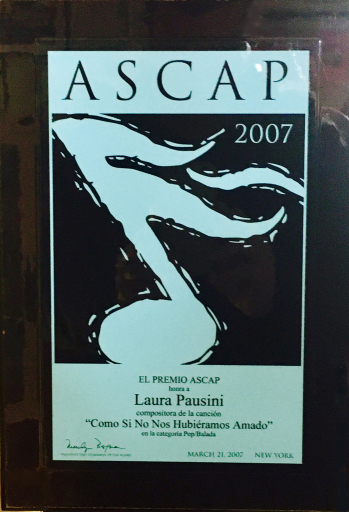 ASCAP
2007
EL PREMIO ASCAP
honra a
Laura Pausini
compositora de la canción
“Como Si No Nos Hubiéramos Amado”
en la categoría Pop/Balada
MARCH 21, 2007 NEW YORK